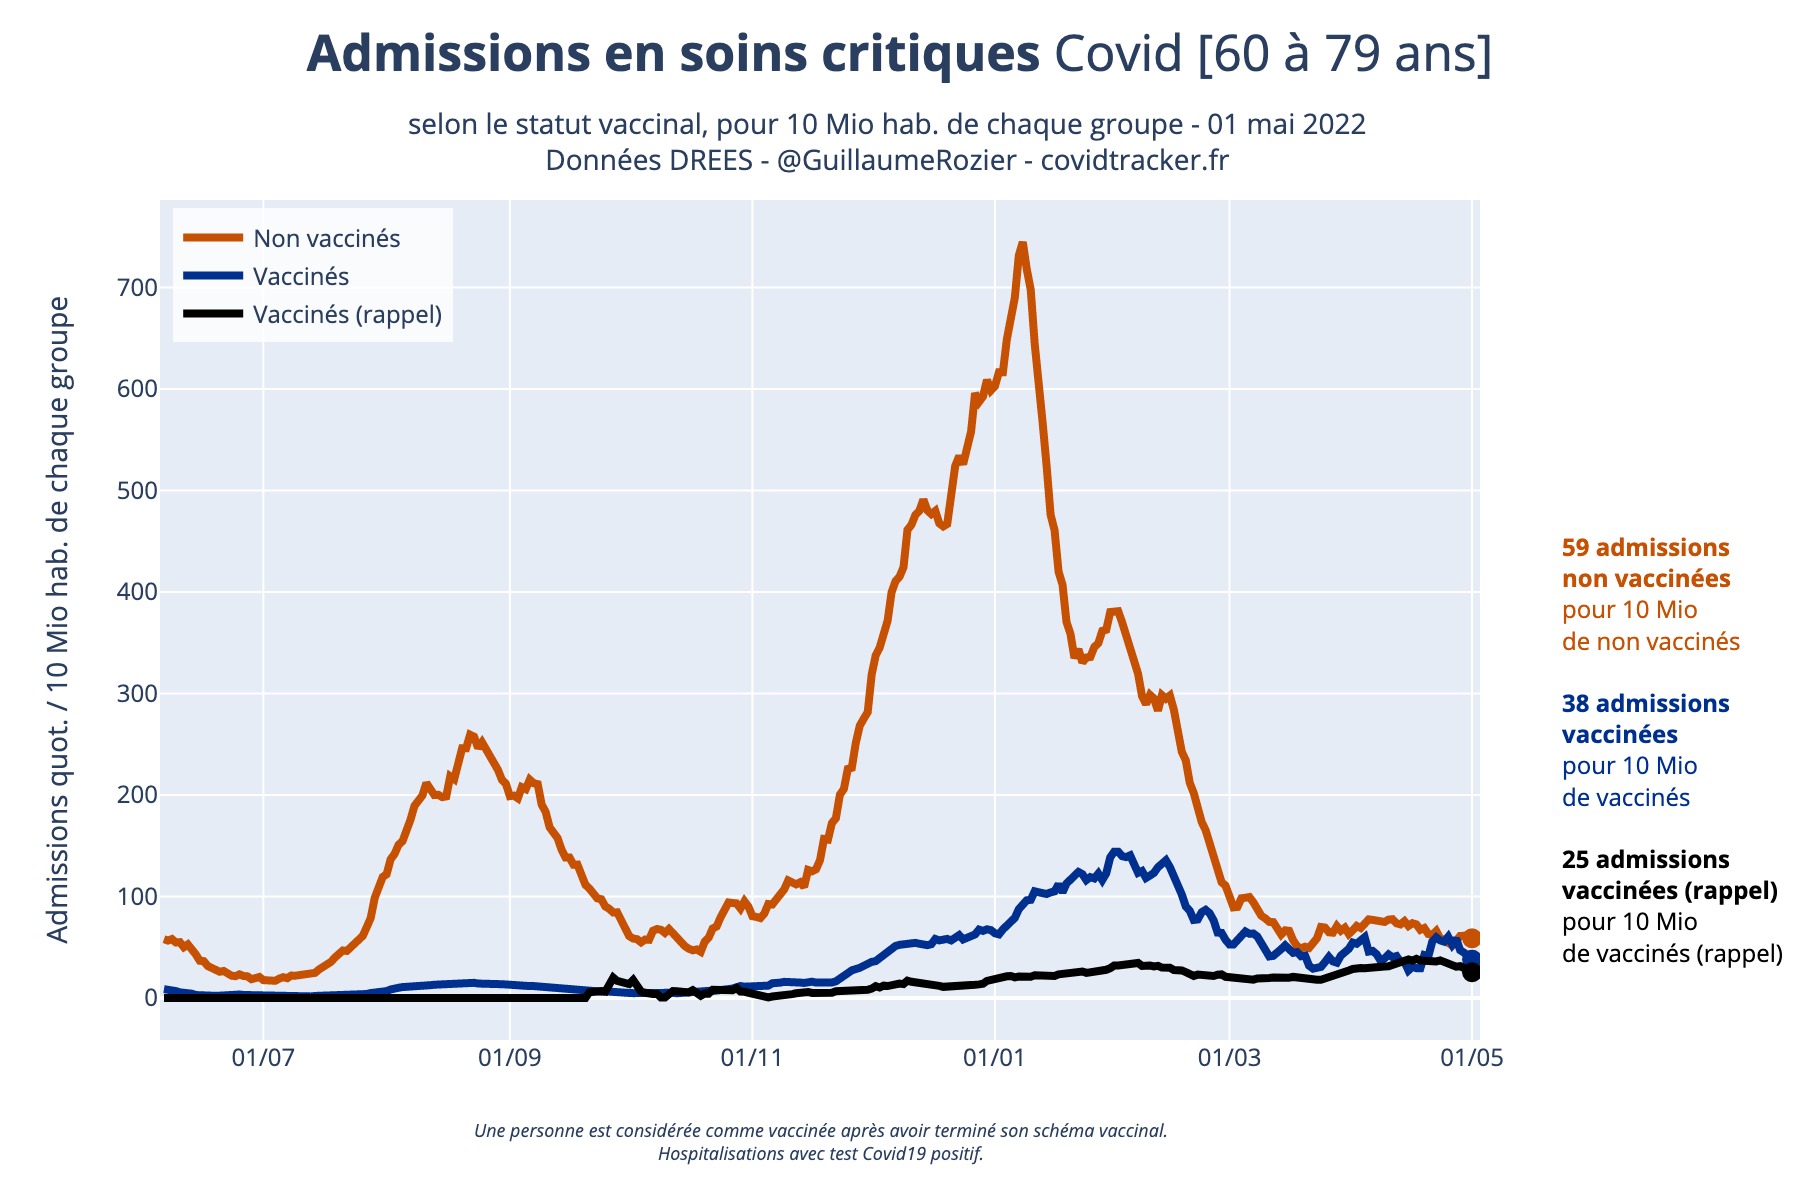 Admissions en soins critiques Covid [60 à 79 ans]
selon le statut vaccinal, pour 10 Mio hab. de chaque groupe - 01 mai 2022
Données DREES - @GuillaumeRozier - covidtracker.fr
Non vaccinés
Vaccinés
Vaccinés (rappel)
Admissions quot. / 10 Mio hab. de chaque groupe
700
600
500
400
300
200
100
0
01/07
01/09
01/11
01/01
01/03
01/05
59 admissions
non vaccinées
pour 10 Mio
de non vaccinés
38 admissions
vaccinées
pour 10 Mio
de vaccinés
25 admissions
vaccinées (rappel)
pour 10 Mio
de vaccinés (rappel)
Une personne est considérée comme vaccinée après avoir terminé son schéma vaccinal.
Hospitalisations avec test Covid19 positif.